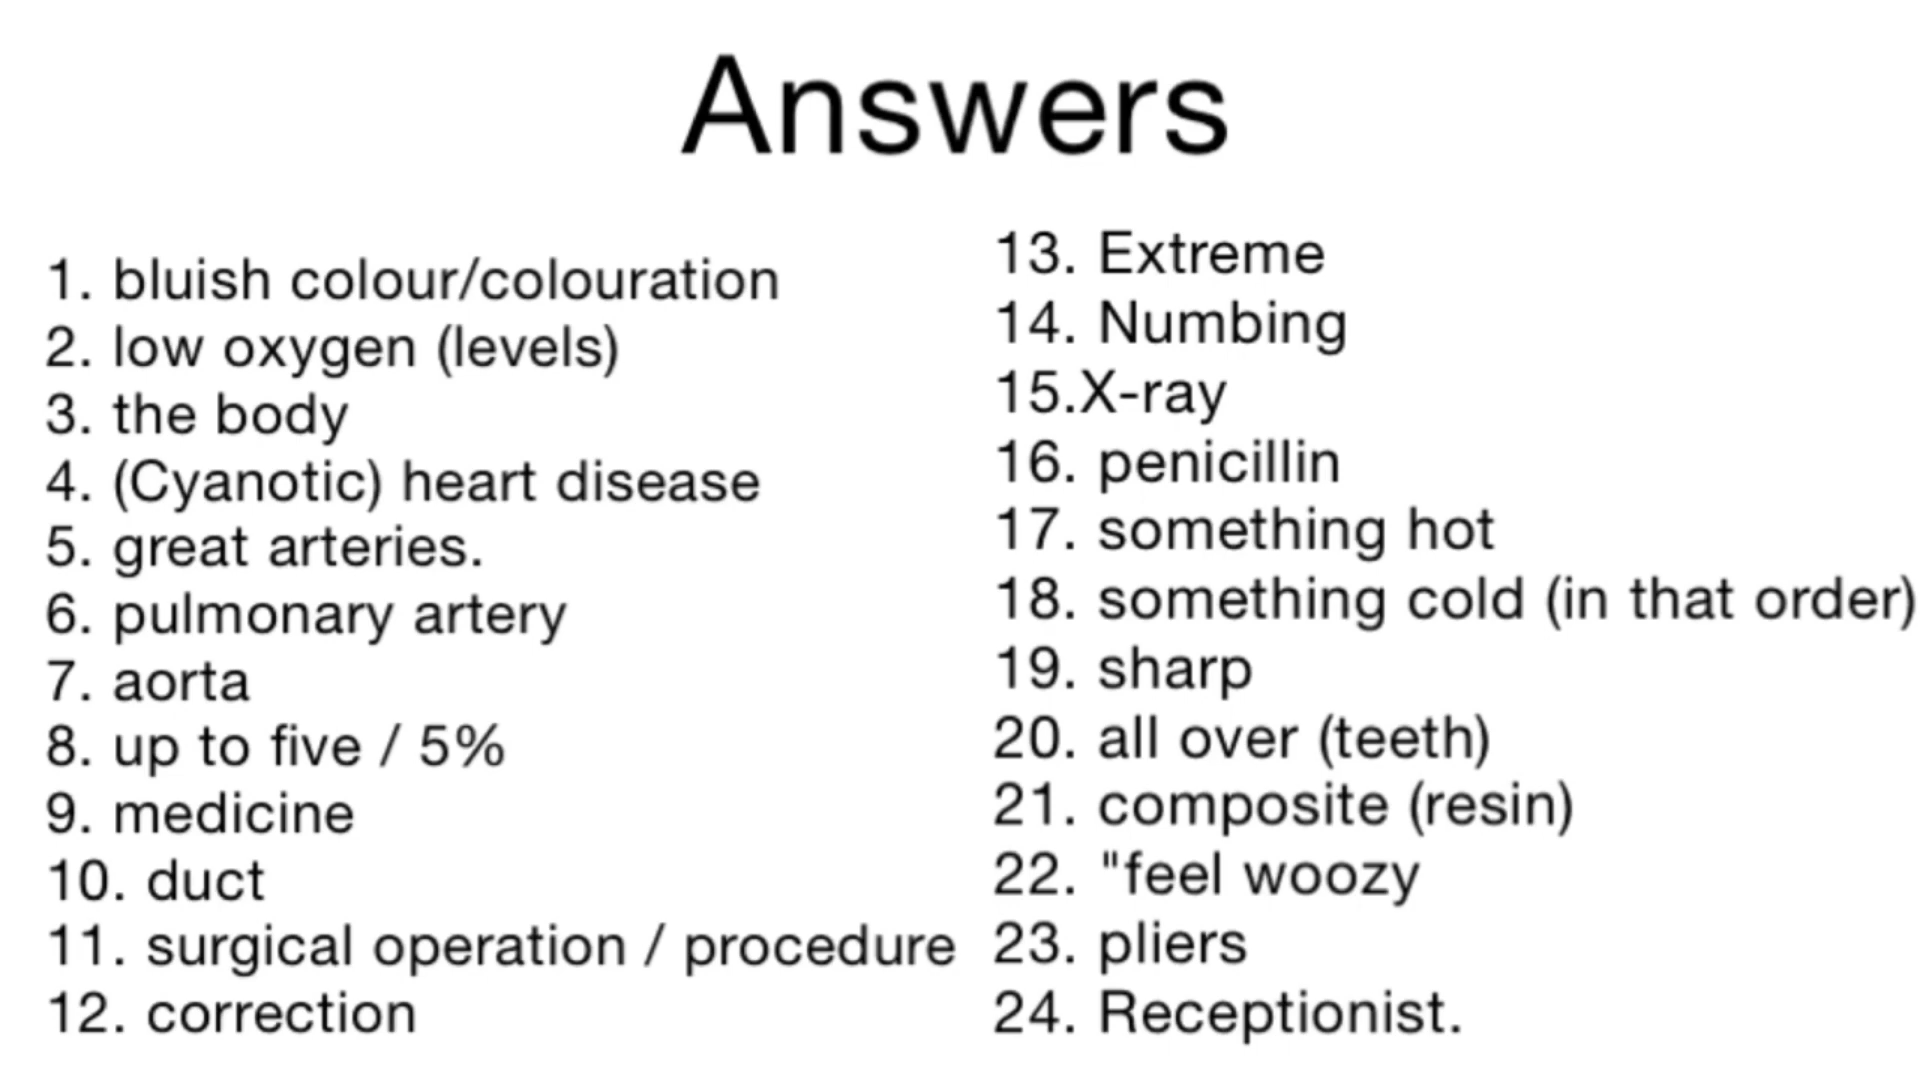 Answers
1. bluish colour/colouration
2. low oxygen (levels)
3. the body
4. (Cyanotic) heart disease
5. great arteries.
6. pulmonary artery
7. aorta
8. up to five / 5%
9. medicine
10. duct
11. surgical operation / procedure
12. correction
13. Extreme
14. Numbing
15.X-ray
16. penicillin
17. something hot
18. something cold (in that order)
19. sharp
20. all over (teeth)
21. composite (resin)
22. "feel woozy
23. pliers
24. Receptionist.